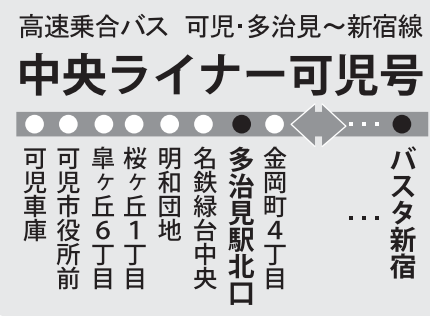 高速乗合バス 可児・多治見～新宿線
中央ライナー可児号
…
可児車庫
可児市役所前
皐ヶ丘6丁目
桜ヶ丘1丁目
明和団地
名鉄緑台中央
多治見駅北口
金岡町4丁目
…
バスタ新宿